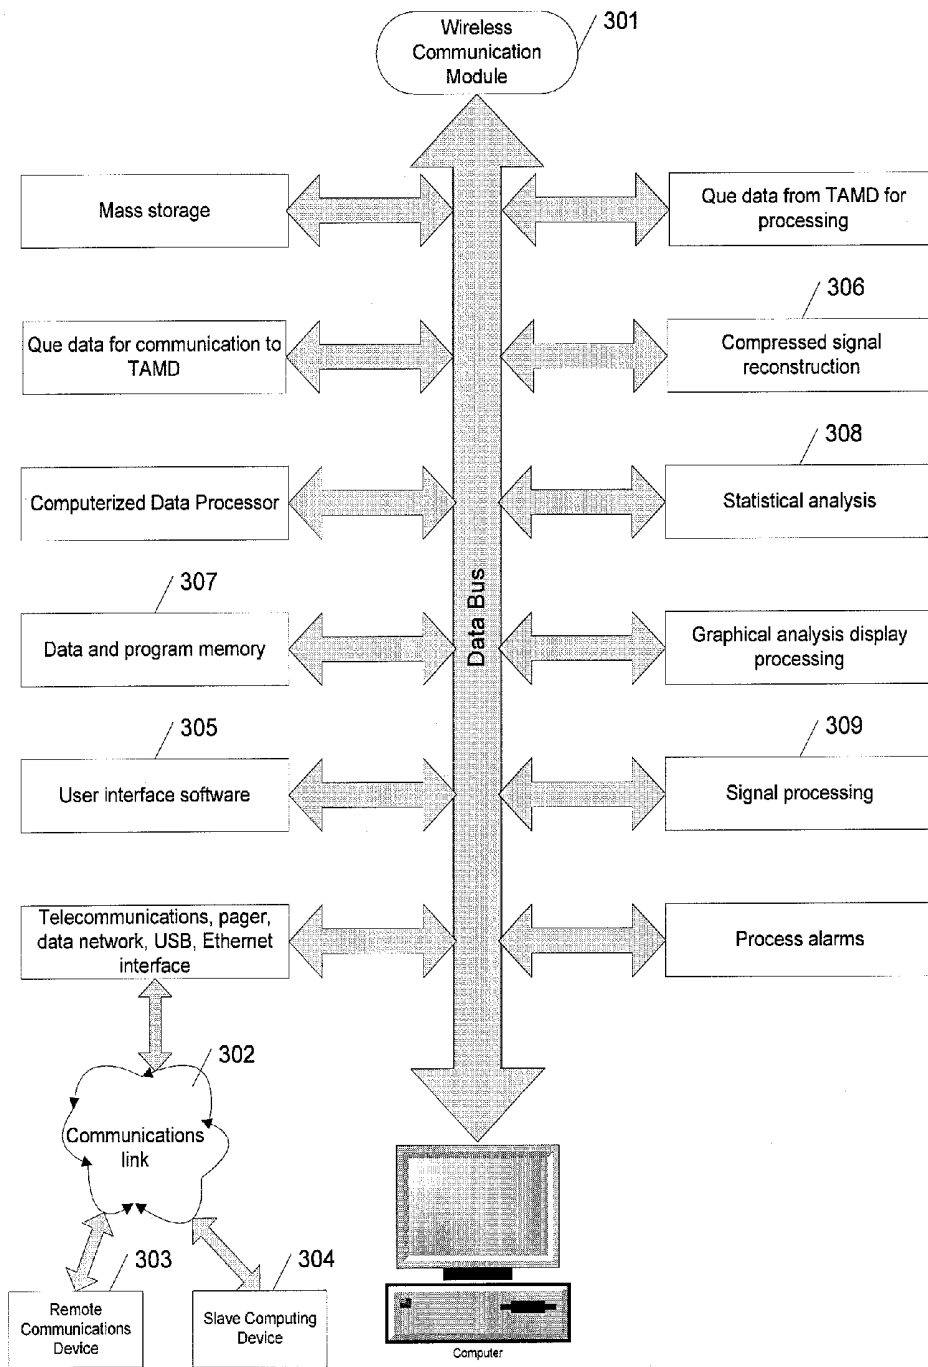 Wireless
Communication
Module
301
Mass storage
Que data from TAMD for
processing
306
Que data for communication to
TAMD
Compressed signal
reconstruction
308
Computerized Data Processor
Statistical analysis
307
Data Bus
Data and program memory
Graphical analysis display
processing
305
309
User interface software
Signal processing
Telecommunications, pager,
data network, USB, Ethernet
interface
Process alarms
302
Communications
link
303
304
Remote
Communications
Device
Slave Computing
Device
Computer